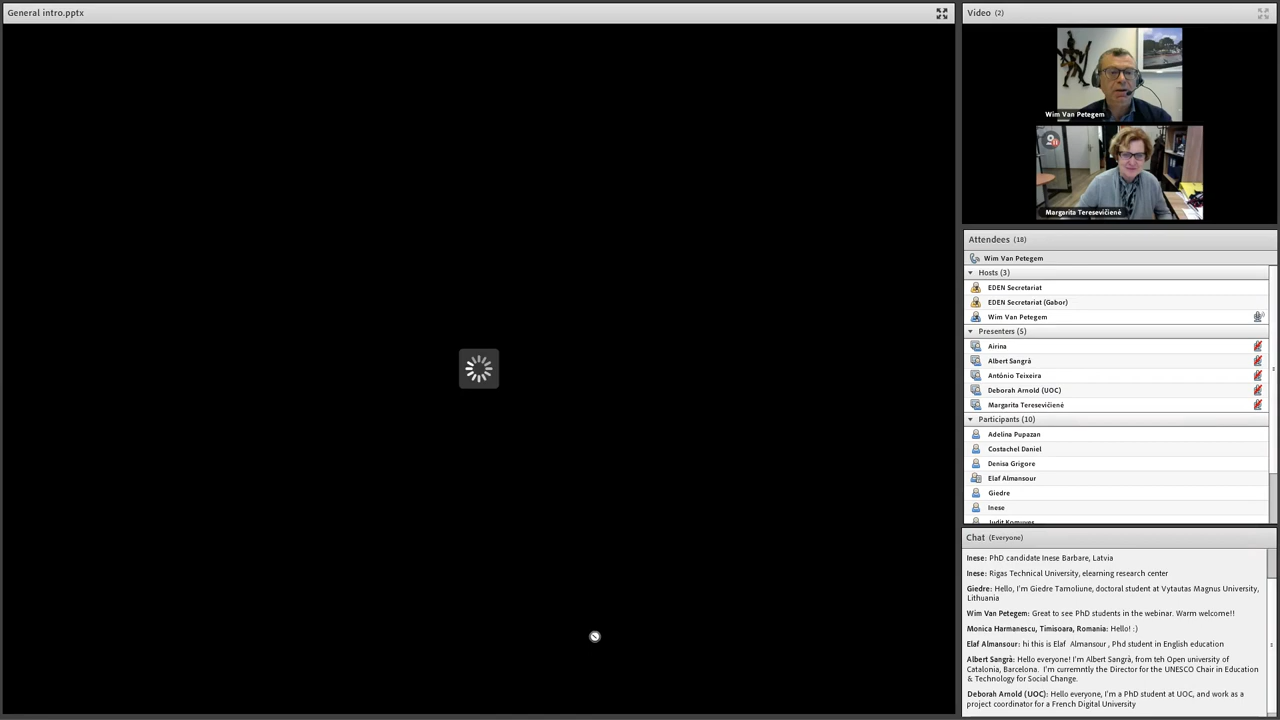 General intro.pptx
Video (2)
Wim Van Petegem
Margarita Teresevičienė
Attendees (18)
Wim Van Petegem
Hosts (3)
EDEN Secretariat
EDEN Secretariat (Gabor)
Wim Van Petegem
Presenters (5)
Airina
Albert Sangrà
António Teixeira
Deborah Arnold (UOC)
Margarita Teresevičienė
Participants (10)
Adelina Pupazan
Costachel Daniel
Denisa Grigore
Elaf Almansour
Giedre
Inese
Chat (Everyone)
Inese: PhD candidate Inese Barbare, Latvia
Inese: Rigas Technical University, elearning research center
Giedre: Hello, I'm Giedre Tamoliune, doctoral student at Vytautas Magnus University,
Lithuania
Wim Van Petegem: Great to see PhD students in the webinar. Warm welcome!!
Monica Harmanescu, Timisoara, Romania: Hello! :)
Elaf Almansour: hi this is Elaf Almansour , Phd student in English education
Albert Sangrà: Hello everyone! I'm Albert Sangrà, from teh Open university of
Catalonia, Barcelona. I'm curremntly the Director for the UNESCO Chair in Education
& Technology for Social Change.
Deborah Arnold (UOC): Hello everyone, I'm a PhD student at UOC, and work as a
project coordinator for a French Digital University